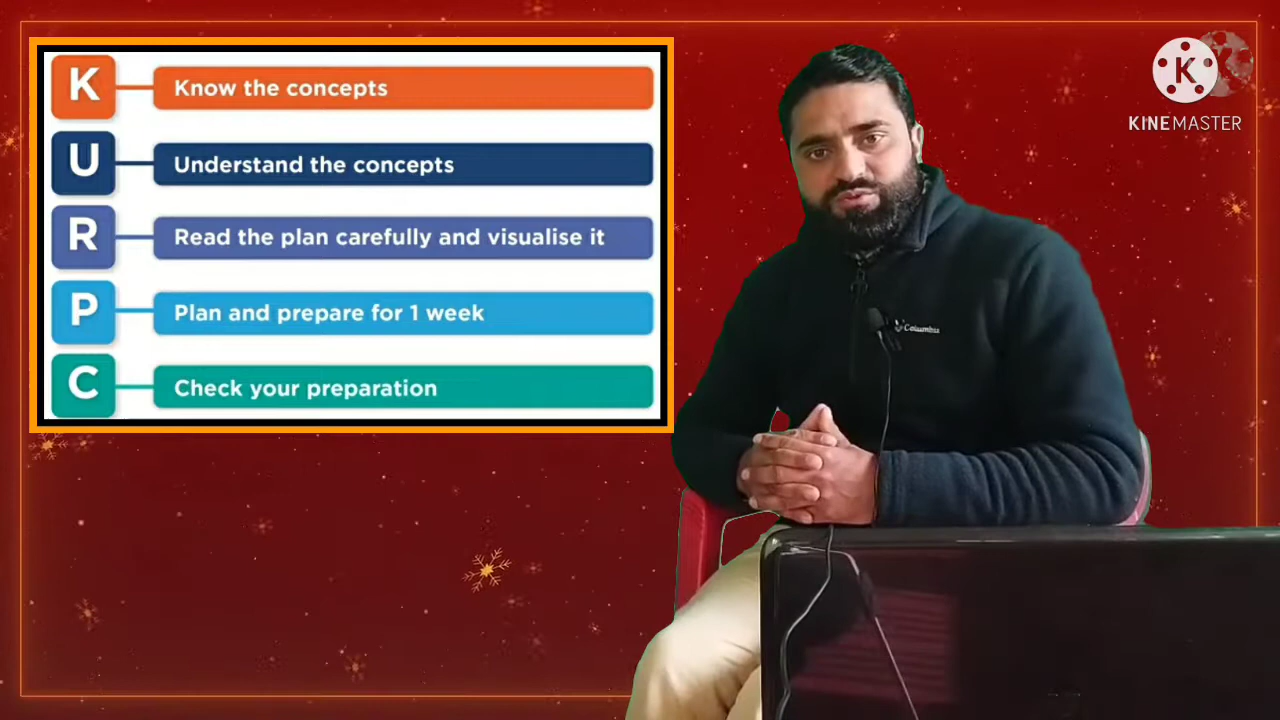 K Know the concepts
U Understand the concepts
R Read the plan carefully and visualise it
P Plan and prepare for 1 week
C Check your preparation
K
KINEMASTER
Columbia